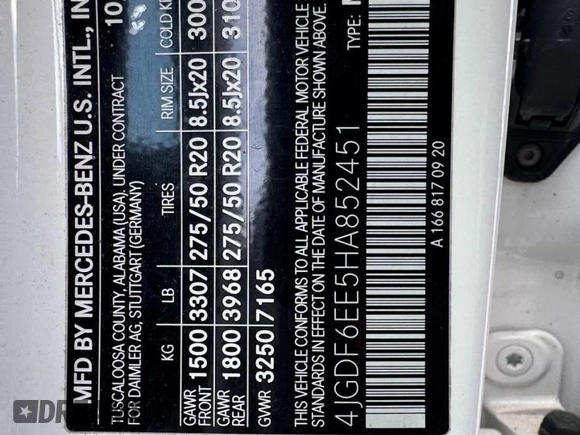 MFD BY MERCEDES-BENZ U.S. INTL., IN
TUSCALOOSA COUNTY, ALABAMA (USA), UNDER CONTRACT
FOR DAIMLER AG, STUTTGART (GERMANY)
10
KG LB TIRES RIM SIZE COLD
GAWR FRONT 1500 3307 275/50 R20 8.5Jx20 300
GAWR REAR 1800 3968 275/50 R20 8.5Jx20 310
GVWR 3250 7165
THIS VEHICLE CONFORMS TO ALL APPLICABLE FEDERAL MOTOR VEHICLE
STANDARDS IN EFFECT ON THE DATE OF MANUFACTURE SHOWN ABOVE.
4JGDF6EE5HA852451 TYPE:
A 166 817 09 20